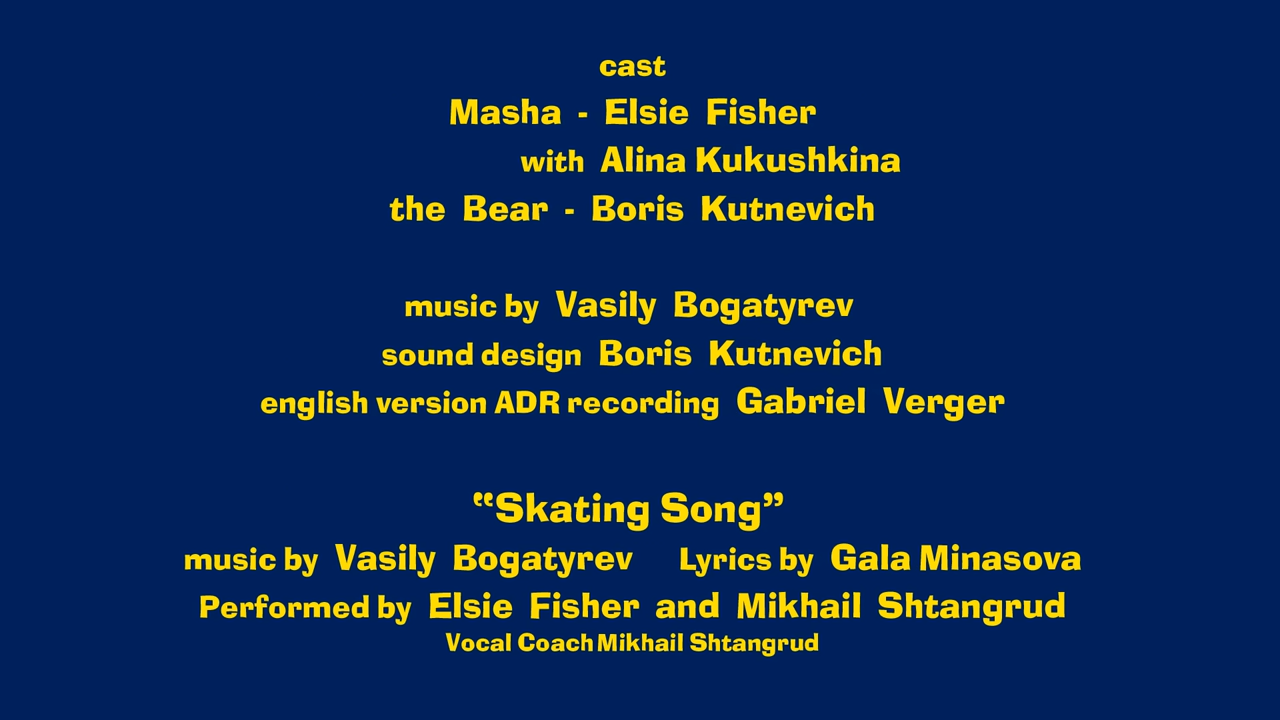 cast
Masha - Elsie Fisher
with Alina Kukushkina
the Bear - Boris Kutnevich
music by Vasily Bogatyrev
sound design Boris Kutnevich
english version ADR recording Gabriel Verger
“Skating Song”
music by Vasily Bogatyrev Lyrics by Gala Minasova
Performed by Elsie Fisher and Mikhail Shtangrud
Vocal Coach Mikhail Shtangrud